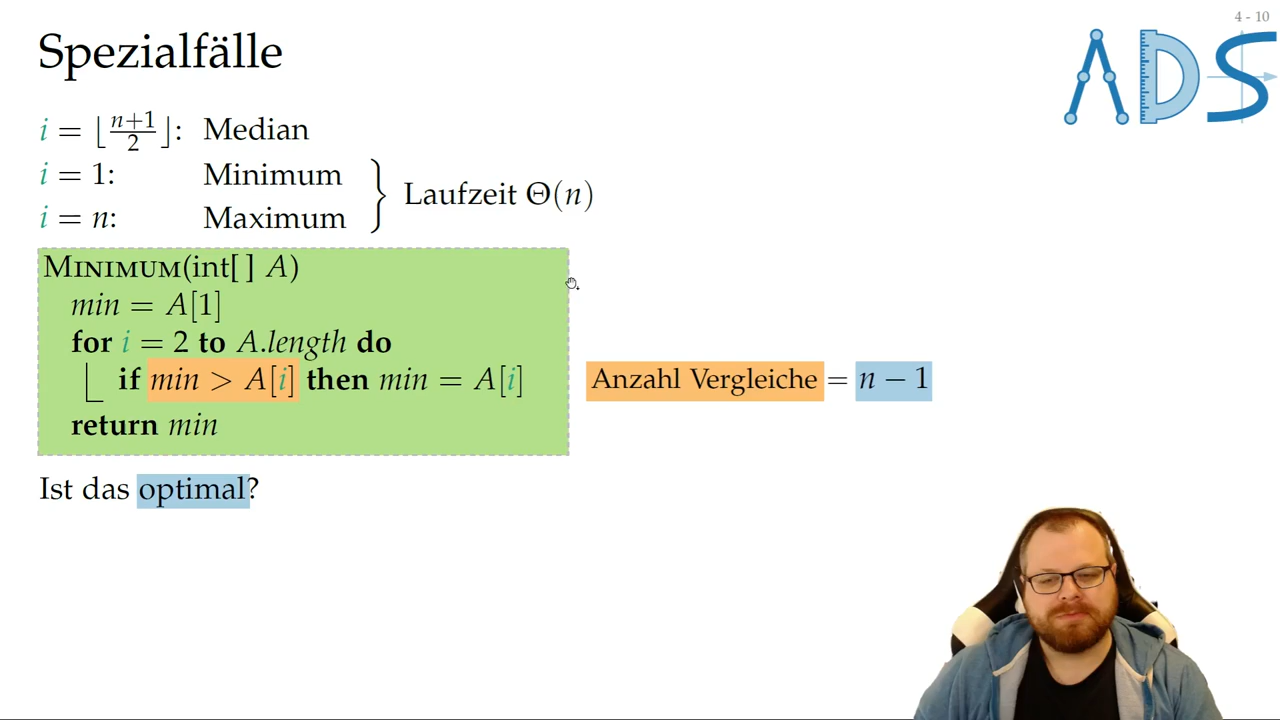 4 - 10
Spezialfälle
ADS
i = ⌊(n+1)/2⌋: Median
i = 1: Minimum
i = n: Maximum
Laufzeit Θ(n)
MINIMUM(int[ ] A)
min = A[1]
for i = 2 to A.length do
if min > A[i] then min = A[i]
Anzahl Vergleiche = n − 1
return min
Ist das optimal?